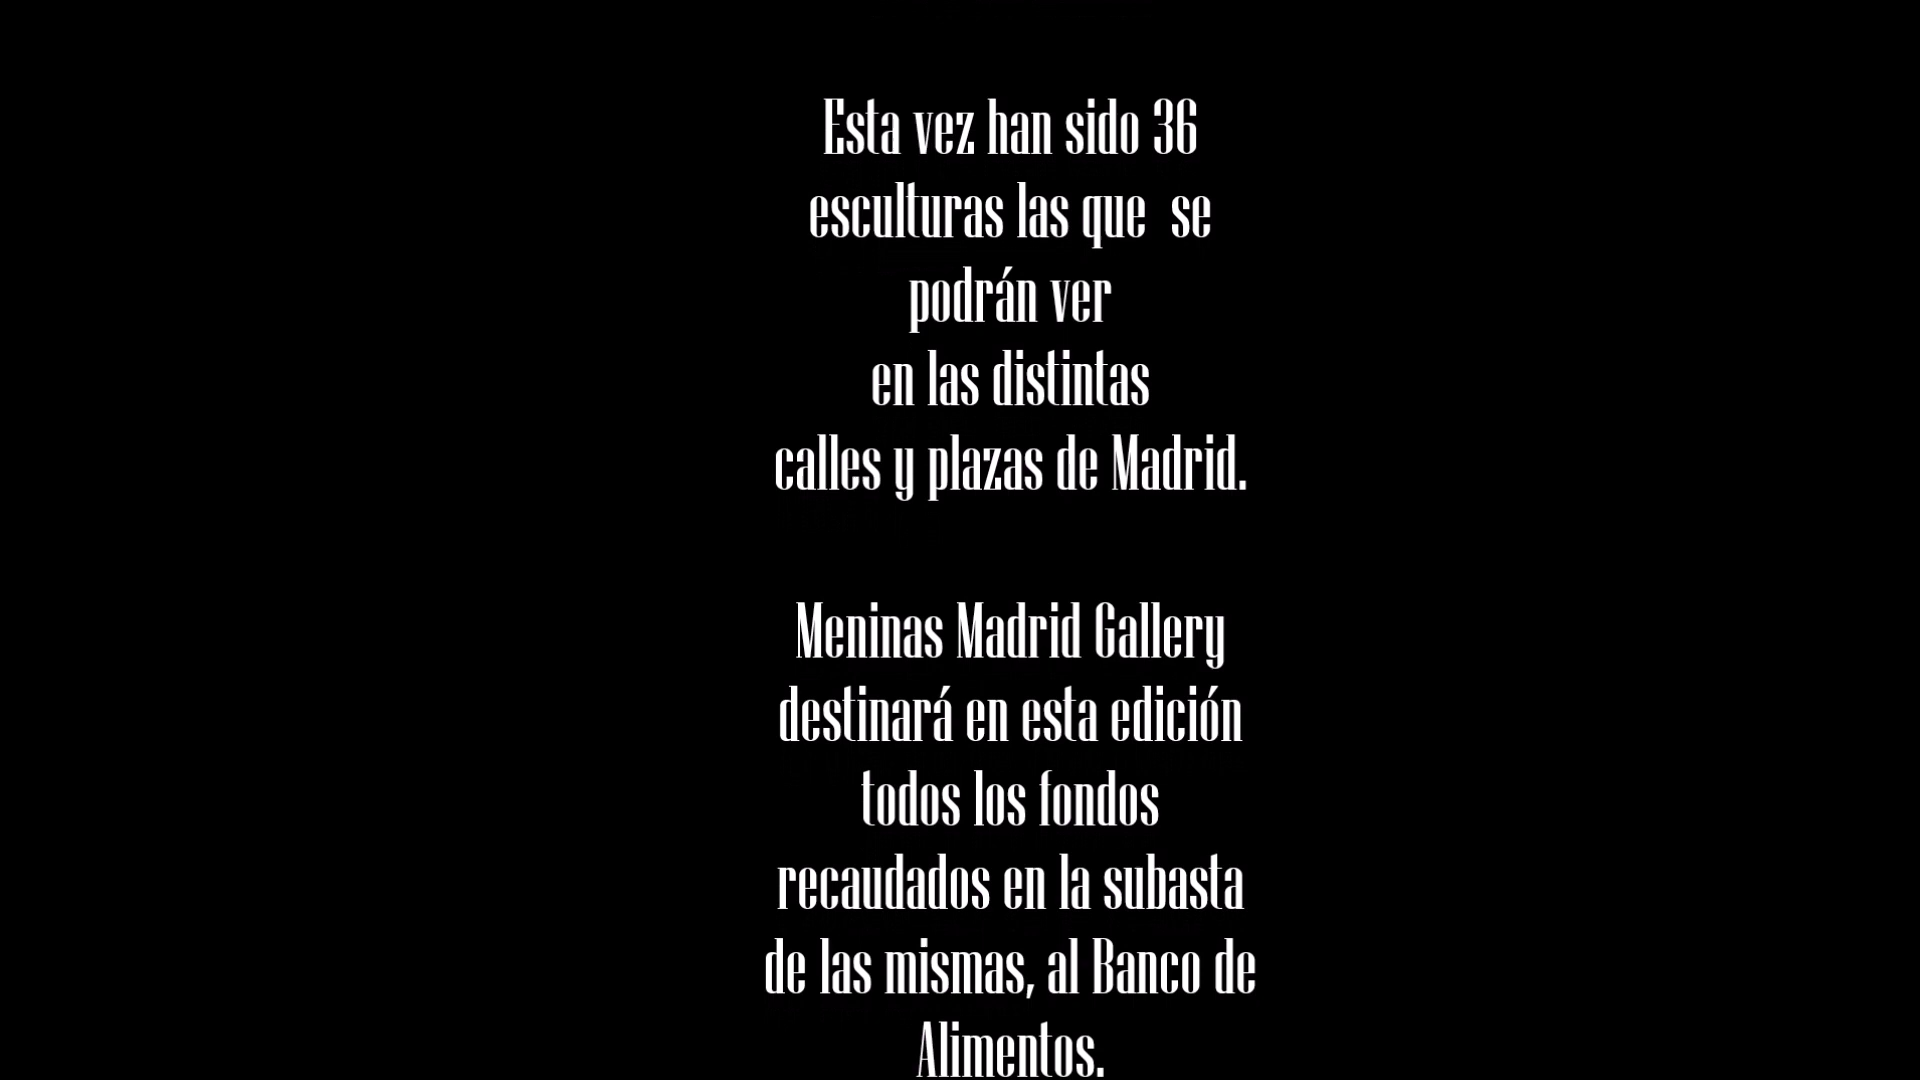 Esta vez han sido 36
esculturas las que  se
podrán ver
en las distintas
calles y plazas de Madrid.
Meninas Madrid Gallery
destinará en esta edición
todos los fondos
recaudados en la subasta
de las mismas, al Banco de
Alimentos.